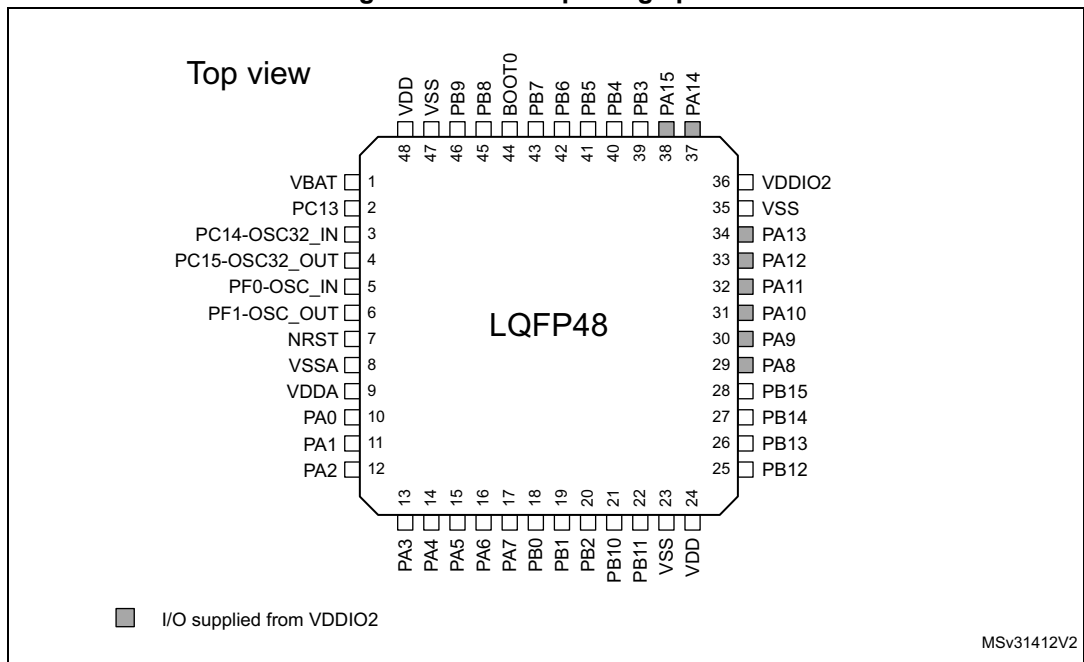 Top view
48 VDD
47 VSS
46 PB9
45 PB8
44 BOOT0
43 PB7
42 PB6
41 PB5
40 PB4
39 PB3
38 PA15
37 PA14
VBAT 1
PC13 2
PC14-OSC32_IN 3
PC15-OSC32_OUT 4
PF0-OSC_IN 5
PF1-OSC_OUT 6
NRST 7
VSSA 8
VDDA 9
PA0 10
PA1 11
PA2 12
LQFP48
36 VDDIO2
35 VSS
34 PA13
33 PA12
32 PA11
31 PA10
30 PA9
29 PA8
28 PB15
27 PB14
26 PB13
25 PB12
PA3 13
PA4 14
PA5 15
PA6 16
PA7 17
PB0 18
PB1 19
PB2 20
PB10 21
PB11 22
VSS 23
VDD 24
I/O supplied from VDDIO2
MSv31412V2